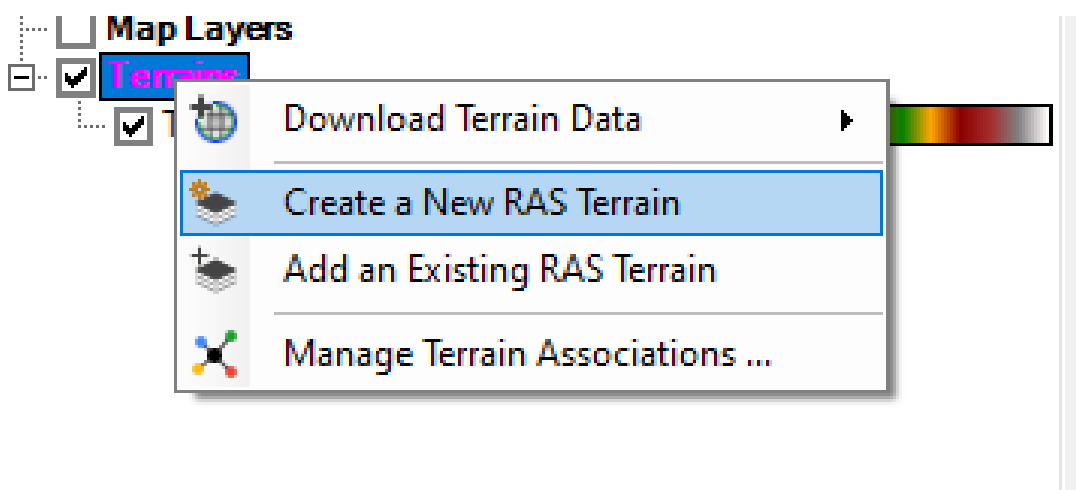 Map Layers
Terrains
Download Terrain Data
Create a New RAS Terrain
Add an Existing RAS Terrain
Manage Terrain Associations ...